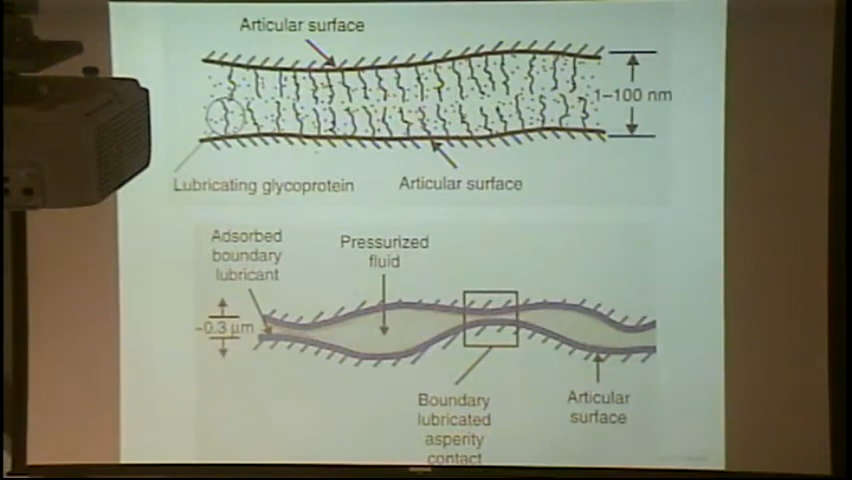 Articular surface
1–100 nm
Lubricating glycoprotein
Articular surface
Adsorbed
boundary
lubricant
Pressurized
fluid
~0.3 μm
Boundary
lubricated
asperity
contact
Articular
surface